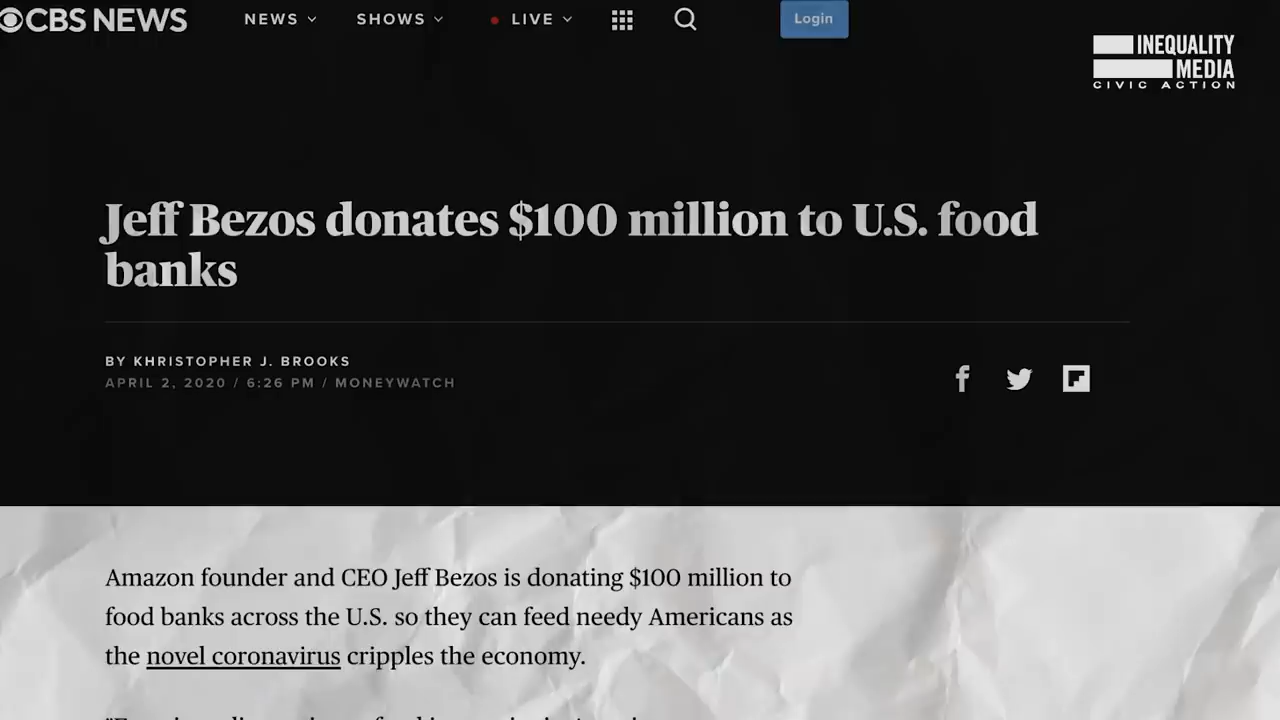 CBS NEWS
NEWS
SHOWS
LIVE
Login
INEQUALITY
MEDIA
CIVIC ACTION
Jeff Bezos donates $100 million to U.S. food
banks
BY KHRISTOPHER J. BROOKS
APRIL 2, 2020 / 6:26 PM / MONEYWATCH
Amazon founder and CEO Jeff Bezos is donating $100 million to
food banks across the U.S. so they can feed needy Americans as
the novel coronavirus cripples the economy.